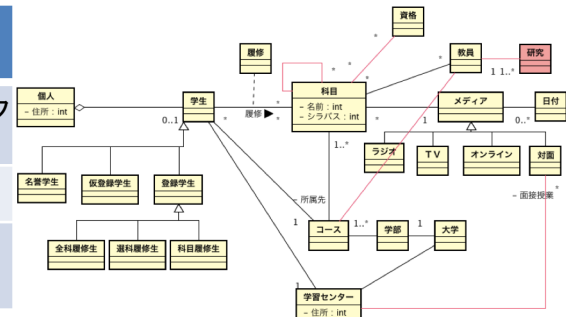 資格
履修
教員
研究
*
*
*
*
1 1..*
個人
− 住所 : int
学生
科目
− 名前 : int
− シラバス : int
メディア
日付
0..1
*
履修 ▶
*
*
1
0..*
ラジオ
ＴＶ
オンライン
対面
1..*
名誉学生
仮登録学生
登録学生
− 所属先
− 面接授業
*
1
1..*
1
全科履修生
選科履修生
科目履修生
コース
学部
大学
1
学習センター
− 住所 : int